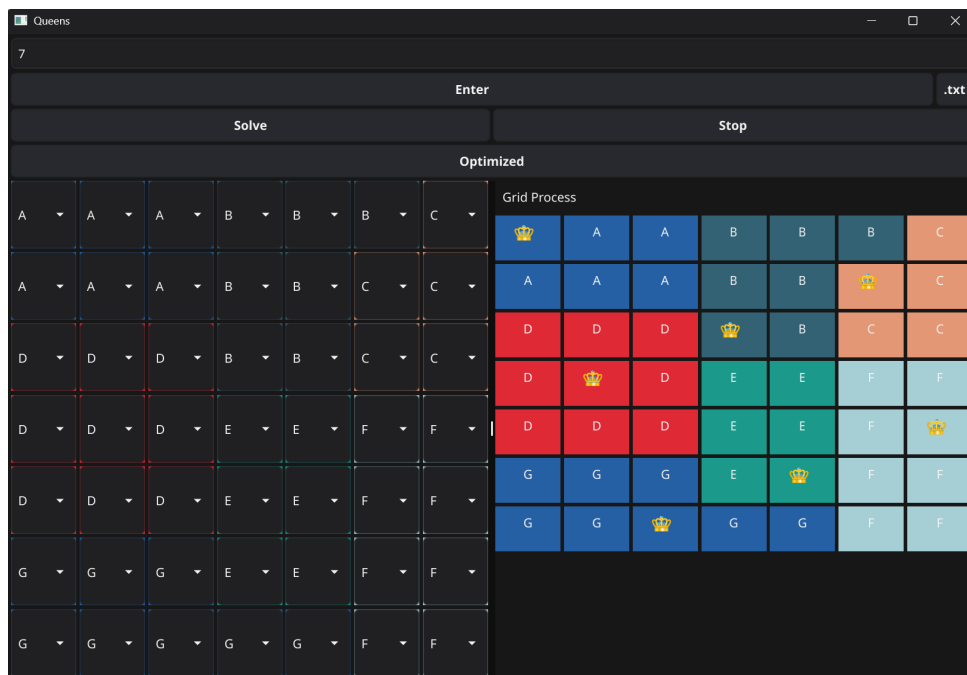 Queens
7
Enter .txt
Solve Stop
Optimized
Grid Process
A A A B B B C
A A A B B C C
D D D B B C C
D D D E E F F
D D D E E F F
G G G E E F F
G G G G G F F
A A B B B C
A A A B B C
D D D B C C
D D E E F F
D D D E E F
G G G E F F
G G G G F F